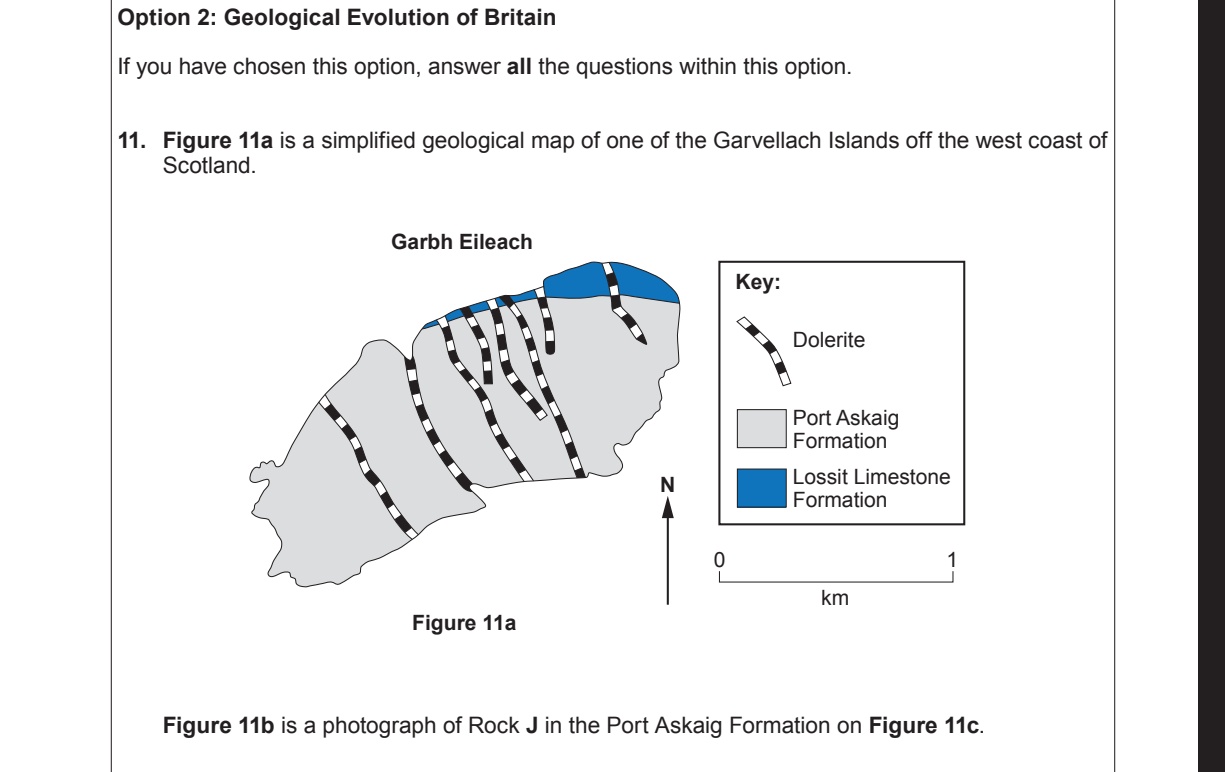 Option 2: Geological Evolution of Britain
If you have chosen this option, answer all the questions within this option.
11. Figure 11a is a simplified geological map of one of the Garvellach Islands off the west coast of
Scotland.
Garbh Eileach
Key:
Dolerite
Port Askaig
Formation
Lossit Limestone
Formation
N
0 1
km
Figure 11a
Figure 11b is a photograph of Rock J in the Port Askaig Formation on Figure 11c.